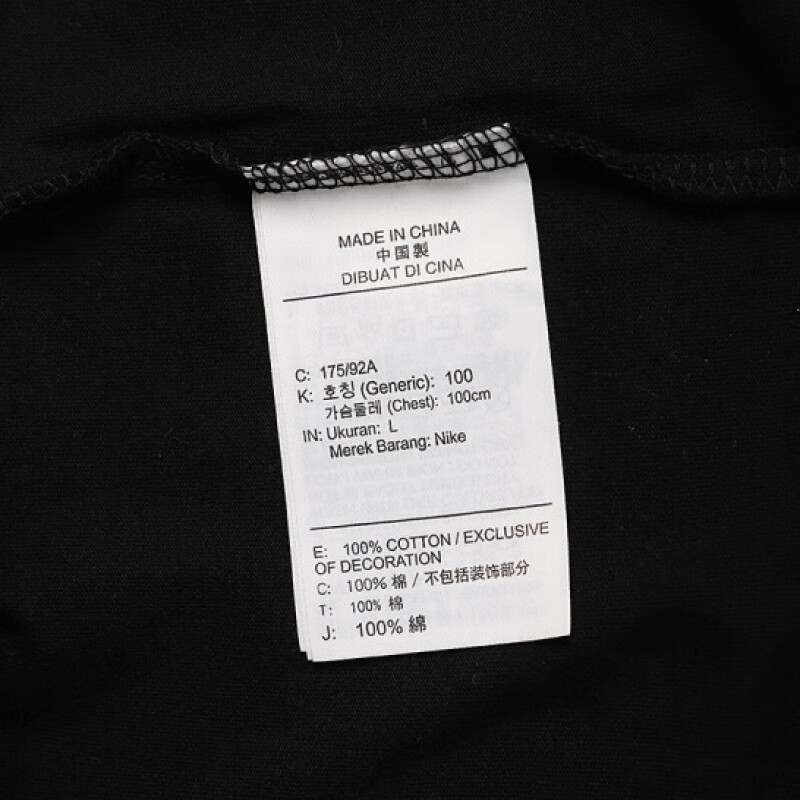 MADE IN CHINA
中国製
DIBUAT DI CINA
C: 175/92A
K: 호칭 (Generic): 100
가슴둘레 (Chest): 100cm
IN: Ukuran: L
Merek Barang: Nike
E: 100% COTTON / EXCLUSIVE
OF DECORATION
C: 100% 棉 / 不包括装饰部分
T: 100% 棉
J: 100% 綿